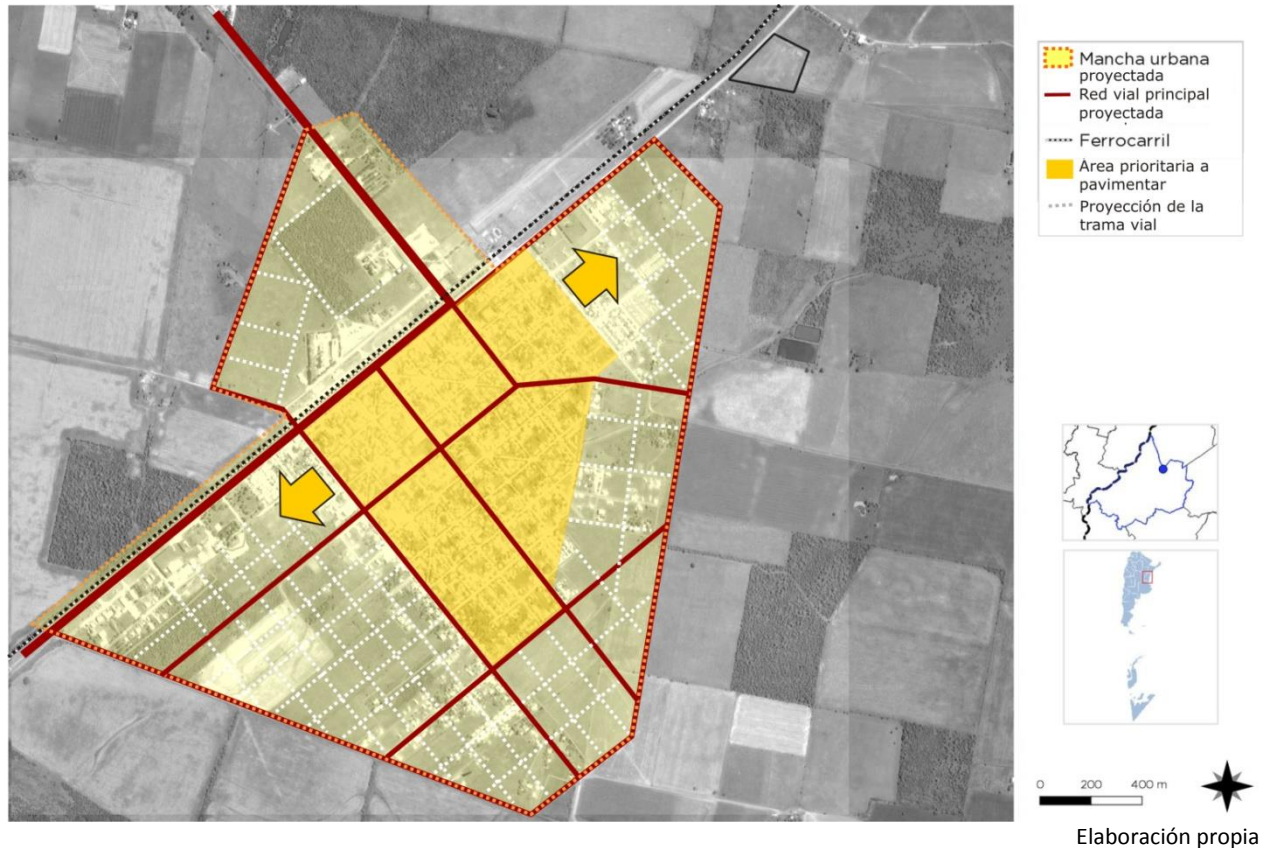 Mancha urbana
proyectada
Red vial principal
proyectada
Ferrocarril
Área prioritaria a
pavimentar
Proyección de la
trama vial
0 200 400 m
Elaboración propia